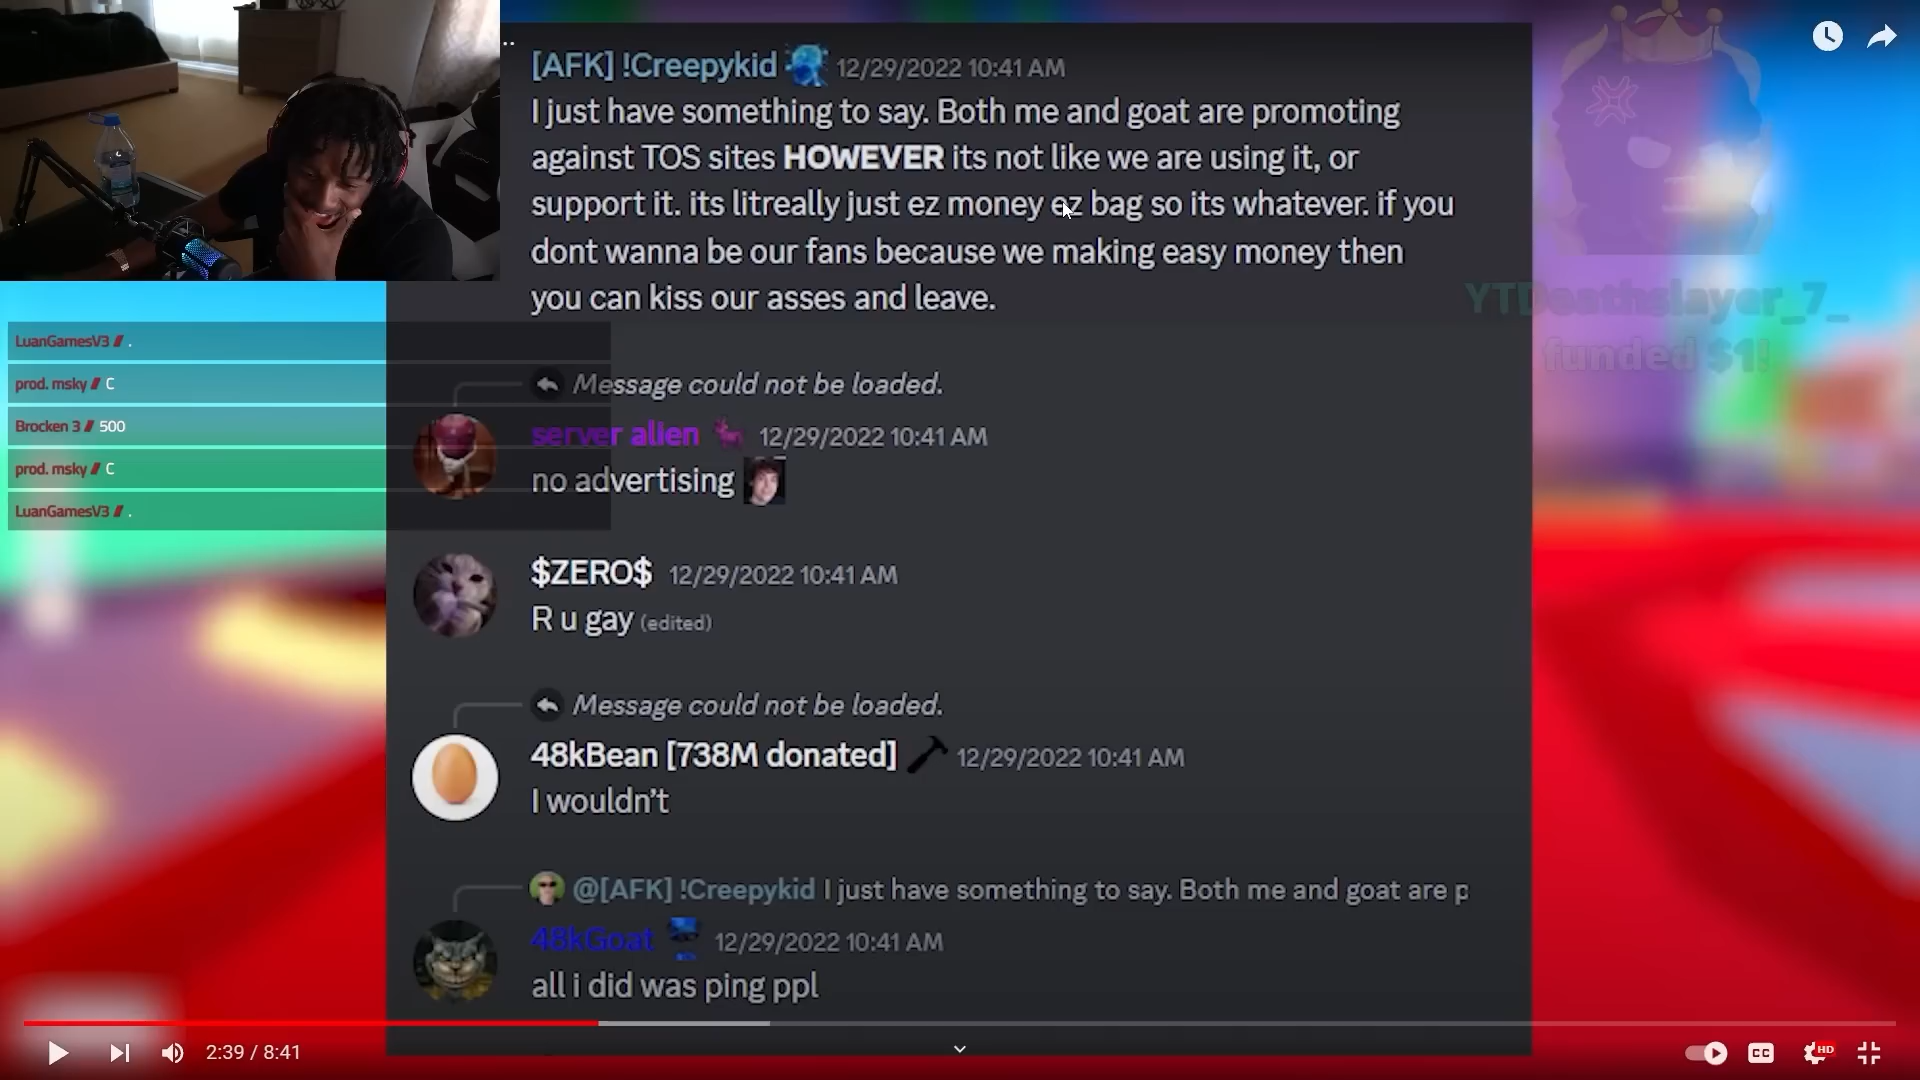 [AFK] !Creepykid 12/29/2022 10:41 AM
I just have something to say. Both me and goat are promoting
against TOS sites HOWEVER its not like we are using it, or
support it. its litreally just ez money ez bag so its whatever. if you
dont wanna be our fans because we making easy money then
you can kiss our asses and leave.
YTDeathslayer_7_
funded $1!
LuanGamesV3 // .
prod. msky // C
Brocken 3 // 500
prod. msky // C
LuanGamesV3 // .
Message could not be loaded.
server alien 12/29/2022 10:41 AM
no advertising
$ZERO$ 12/29/2022 10:41 AM
R u gay (edited)
Message could not be loaded.
48kBean [738M donated] 12/29/2022 10:41 AM
I wouldn't
@[AFK] !Creepykid I just have something to say. Both me and goat are p
48kGoat 12/29/2022 10:41 AM
all i did was ping ppl
2:39 / 8:41
CC
HD